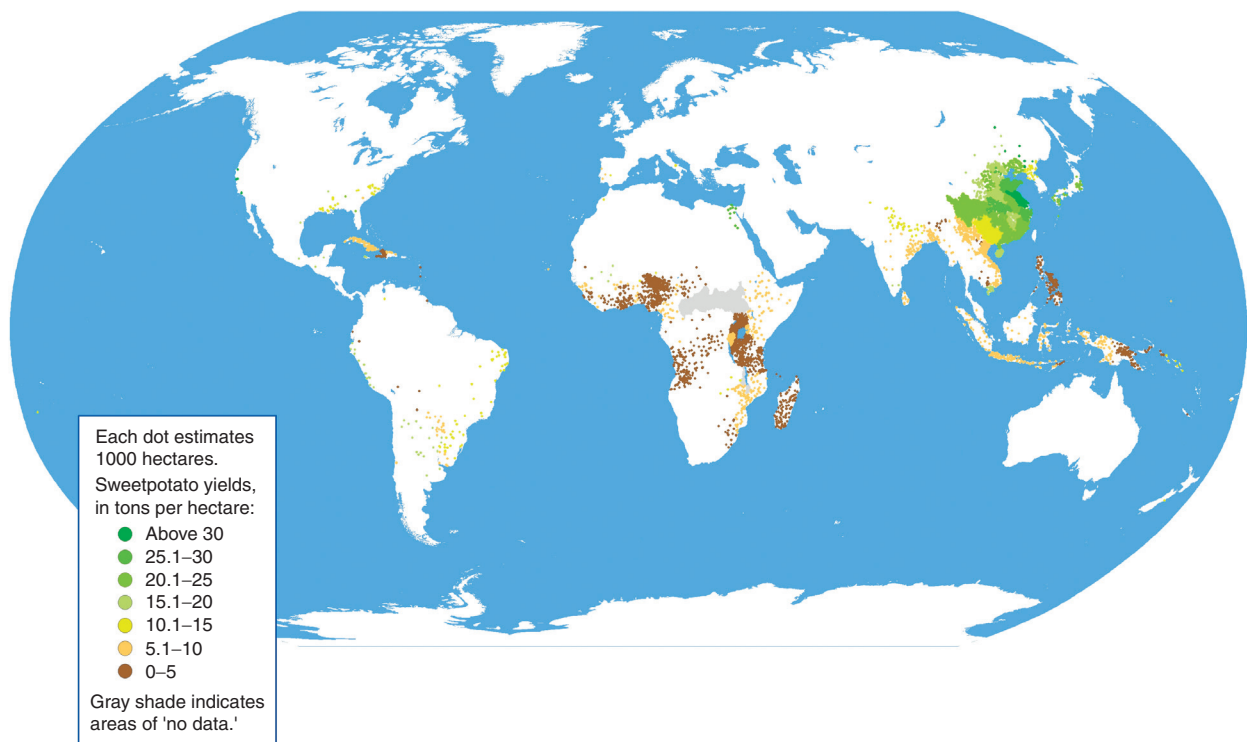 Each dot estimates
1000 hectares.
Sweetpotato yields,
in tons per hectare:
Above 30
25.1–30
20.1–25
15.1–20
10.1–15
5.1–10
0–5
Gray shade indicates
areas of 'no data.'